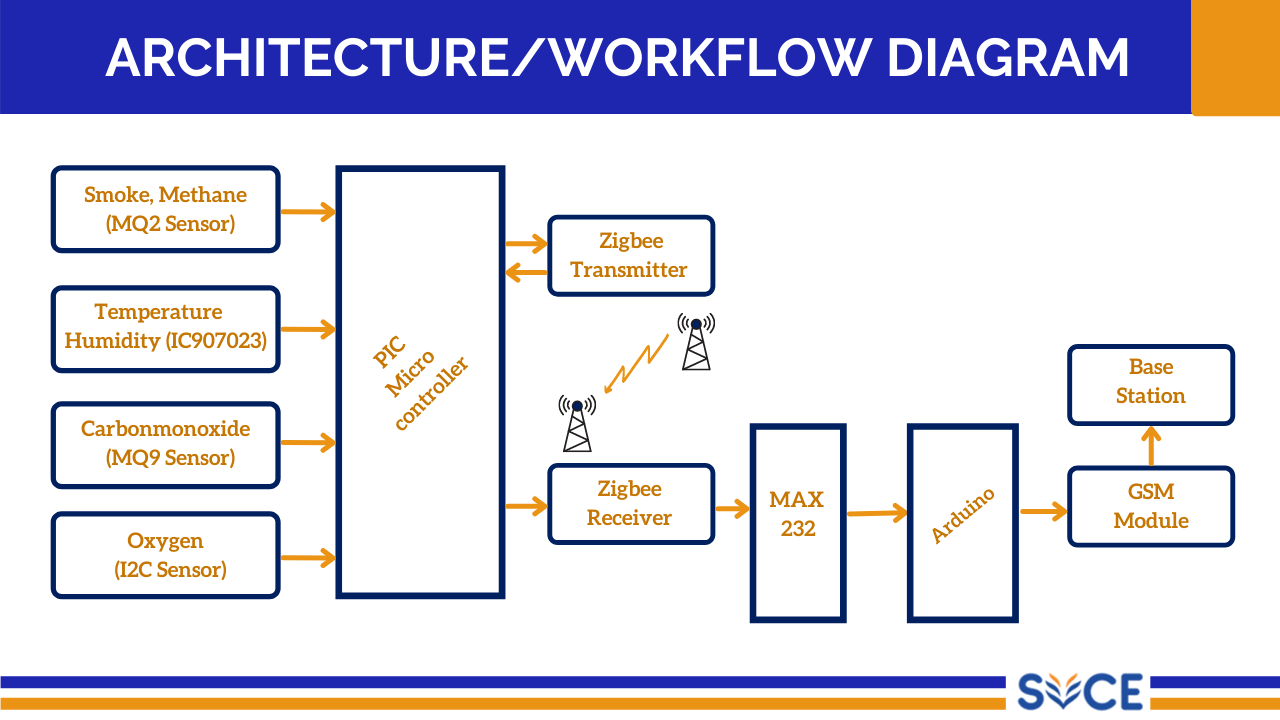 ARCHITECTURE/WORKFLOW DIAGRAM
Smoke, Methane
(MQ2 Sensor)
Temperature
Humidity (IC907023)
Carbonmonoxide
(MQ9 Sensor)
Oxygen
(I2C Sensor)
PIC
Micro
controller
Zigbee
Transmitter
Zigbee
Receiver
MAX
232
Arduino
Base
Station
GSM
Module
SVCE